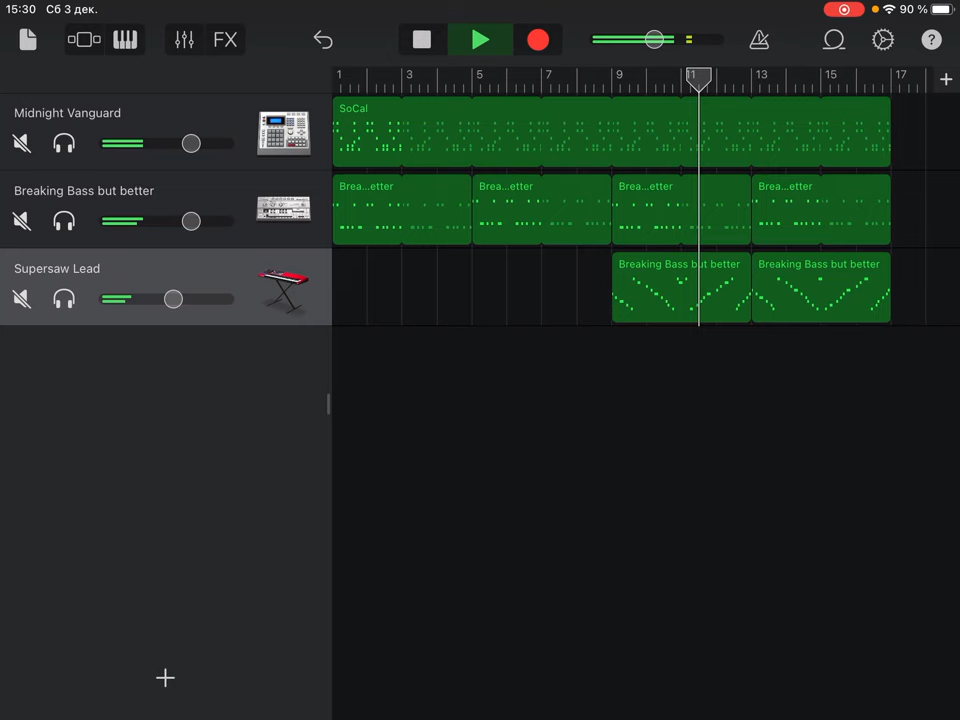 15:30 Сб 3 дек. 90 %
FX
?
1 3 5 7 9 11 13 15 17
Midnight Vanguard
SoCal
Breaking Bass but better
Brea...etter Brea...etter Brea...etter Brea...etter
Supersaw Lead
Breaking Bass but better Breaking Bass but better